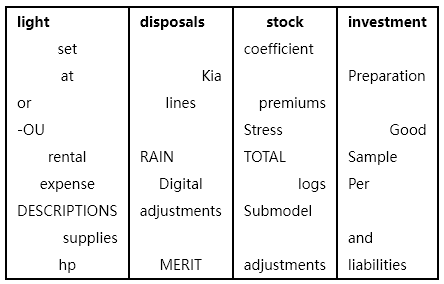 light disposals stock investment
set coefficient
at Kia Preparation
or lines premiums
-OU Stress Good
rental RAIN TOTAL Sample
expense Digital logs Per
DESCRIPTIONS adjustments Submodel
supplies and
hp MERIT adjustments liabilities